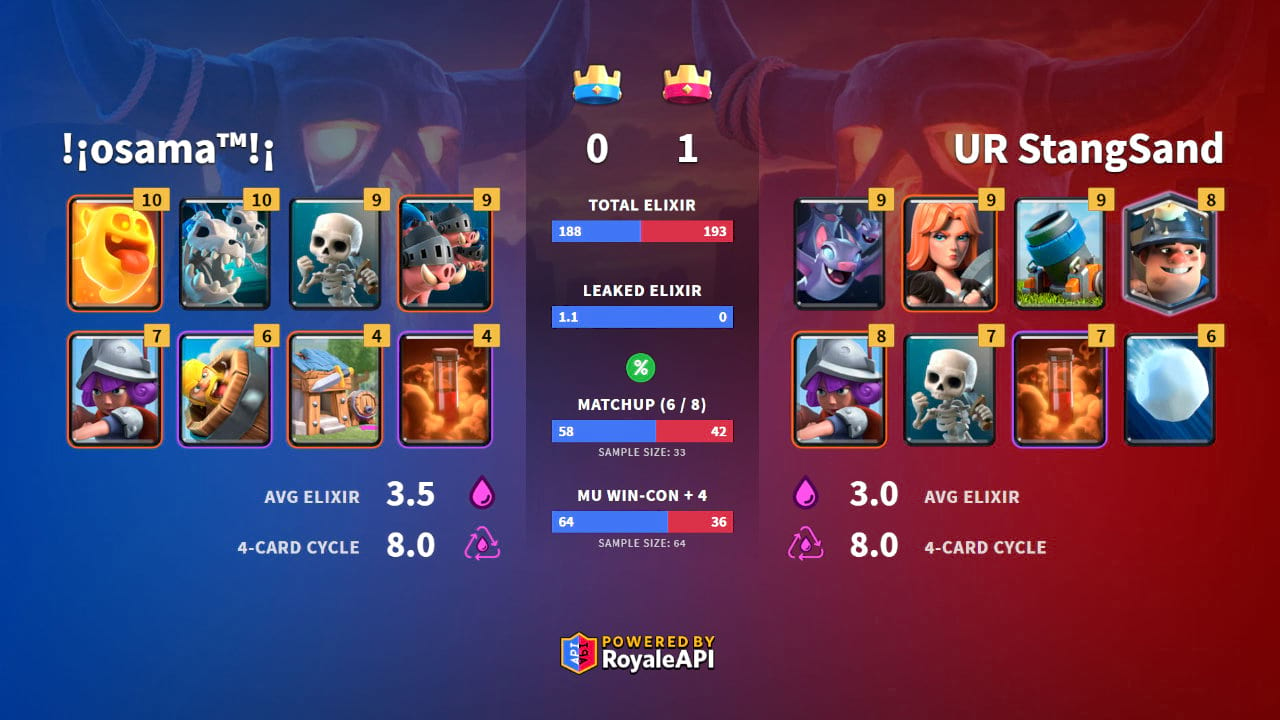 !¡osama™!¡
0 1
UR StangSand
10 10 9 9
7 6 4 4
AVG ELIXIR 3.5
4-CARD CYCLE 8.0
TOTAL ELIXIR
188 193
LEAKED ELIXIR
1.1 0
%
MATCHUP (6 / 8)
58 42
SAMPLE SIZE: 33
MU WIN-CON + 4
64 36
SAMPLE SIZE: 64
9 9 9 8
8 7 7 6
3.0 AVG ELIXIR
8.0 4-CARD CYCLE
API
POWERED BY
RoyaleAPI